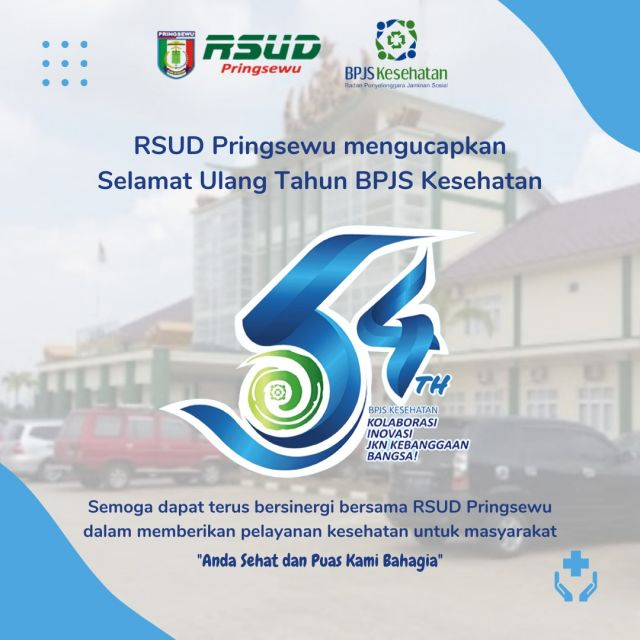 PRINGSEWU
RSUD
Pringsewu
BPJS Kesehatan
Badan Penyelenggara Jaminan Sosial
RSUD Pringsewu mengucapkan
Selamat Ulang Tahun BPJS Kesehatan
54
TH
BPJS KESEHATAN
KOLABORASI
INOVASI
JKN KEBANGGAAN
BANGSA!
Semoga dapat terus bersinergi bersama RSUD Pringsewu
dalam memberikan pelayanan kesehatan untuk masyarakat
"Anda Sehat dan Puas Kami Bahagia"